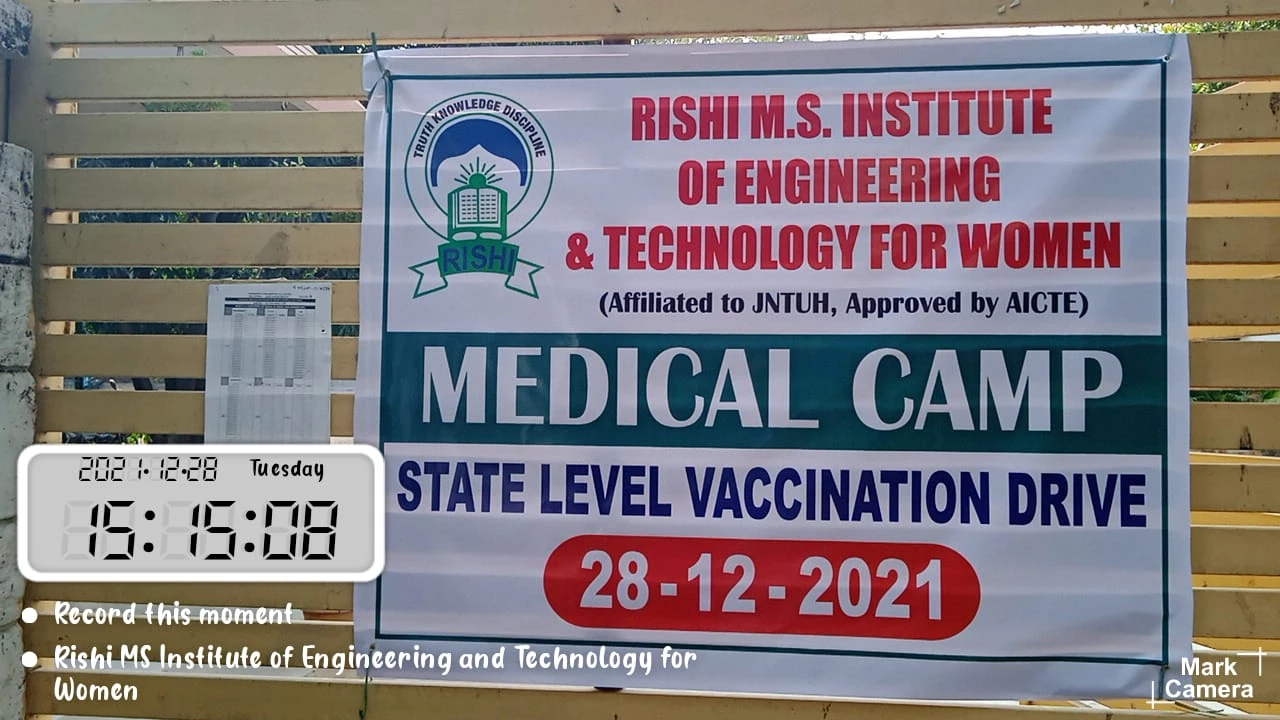 TRUTH KNOWLEDGE DISCIPLINE
RISHI
RISHI M.S. INSTITUTE
OF ENGINEERING
& TECHNOLOGY FOR WOMEN
(Affiliated to JNTUH, Approved by AICTE)
MEDICAL CAMP
STATE LEVEL VACCINATION DRIVE
28-12-2021
2021-12-28 Tuesday
15:15:08
Record this moment
Rishi MS Institute of Engineering and Technology for
Women
Mark
Camera